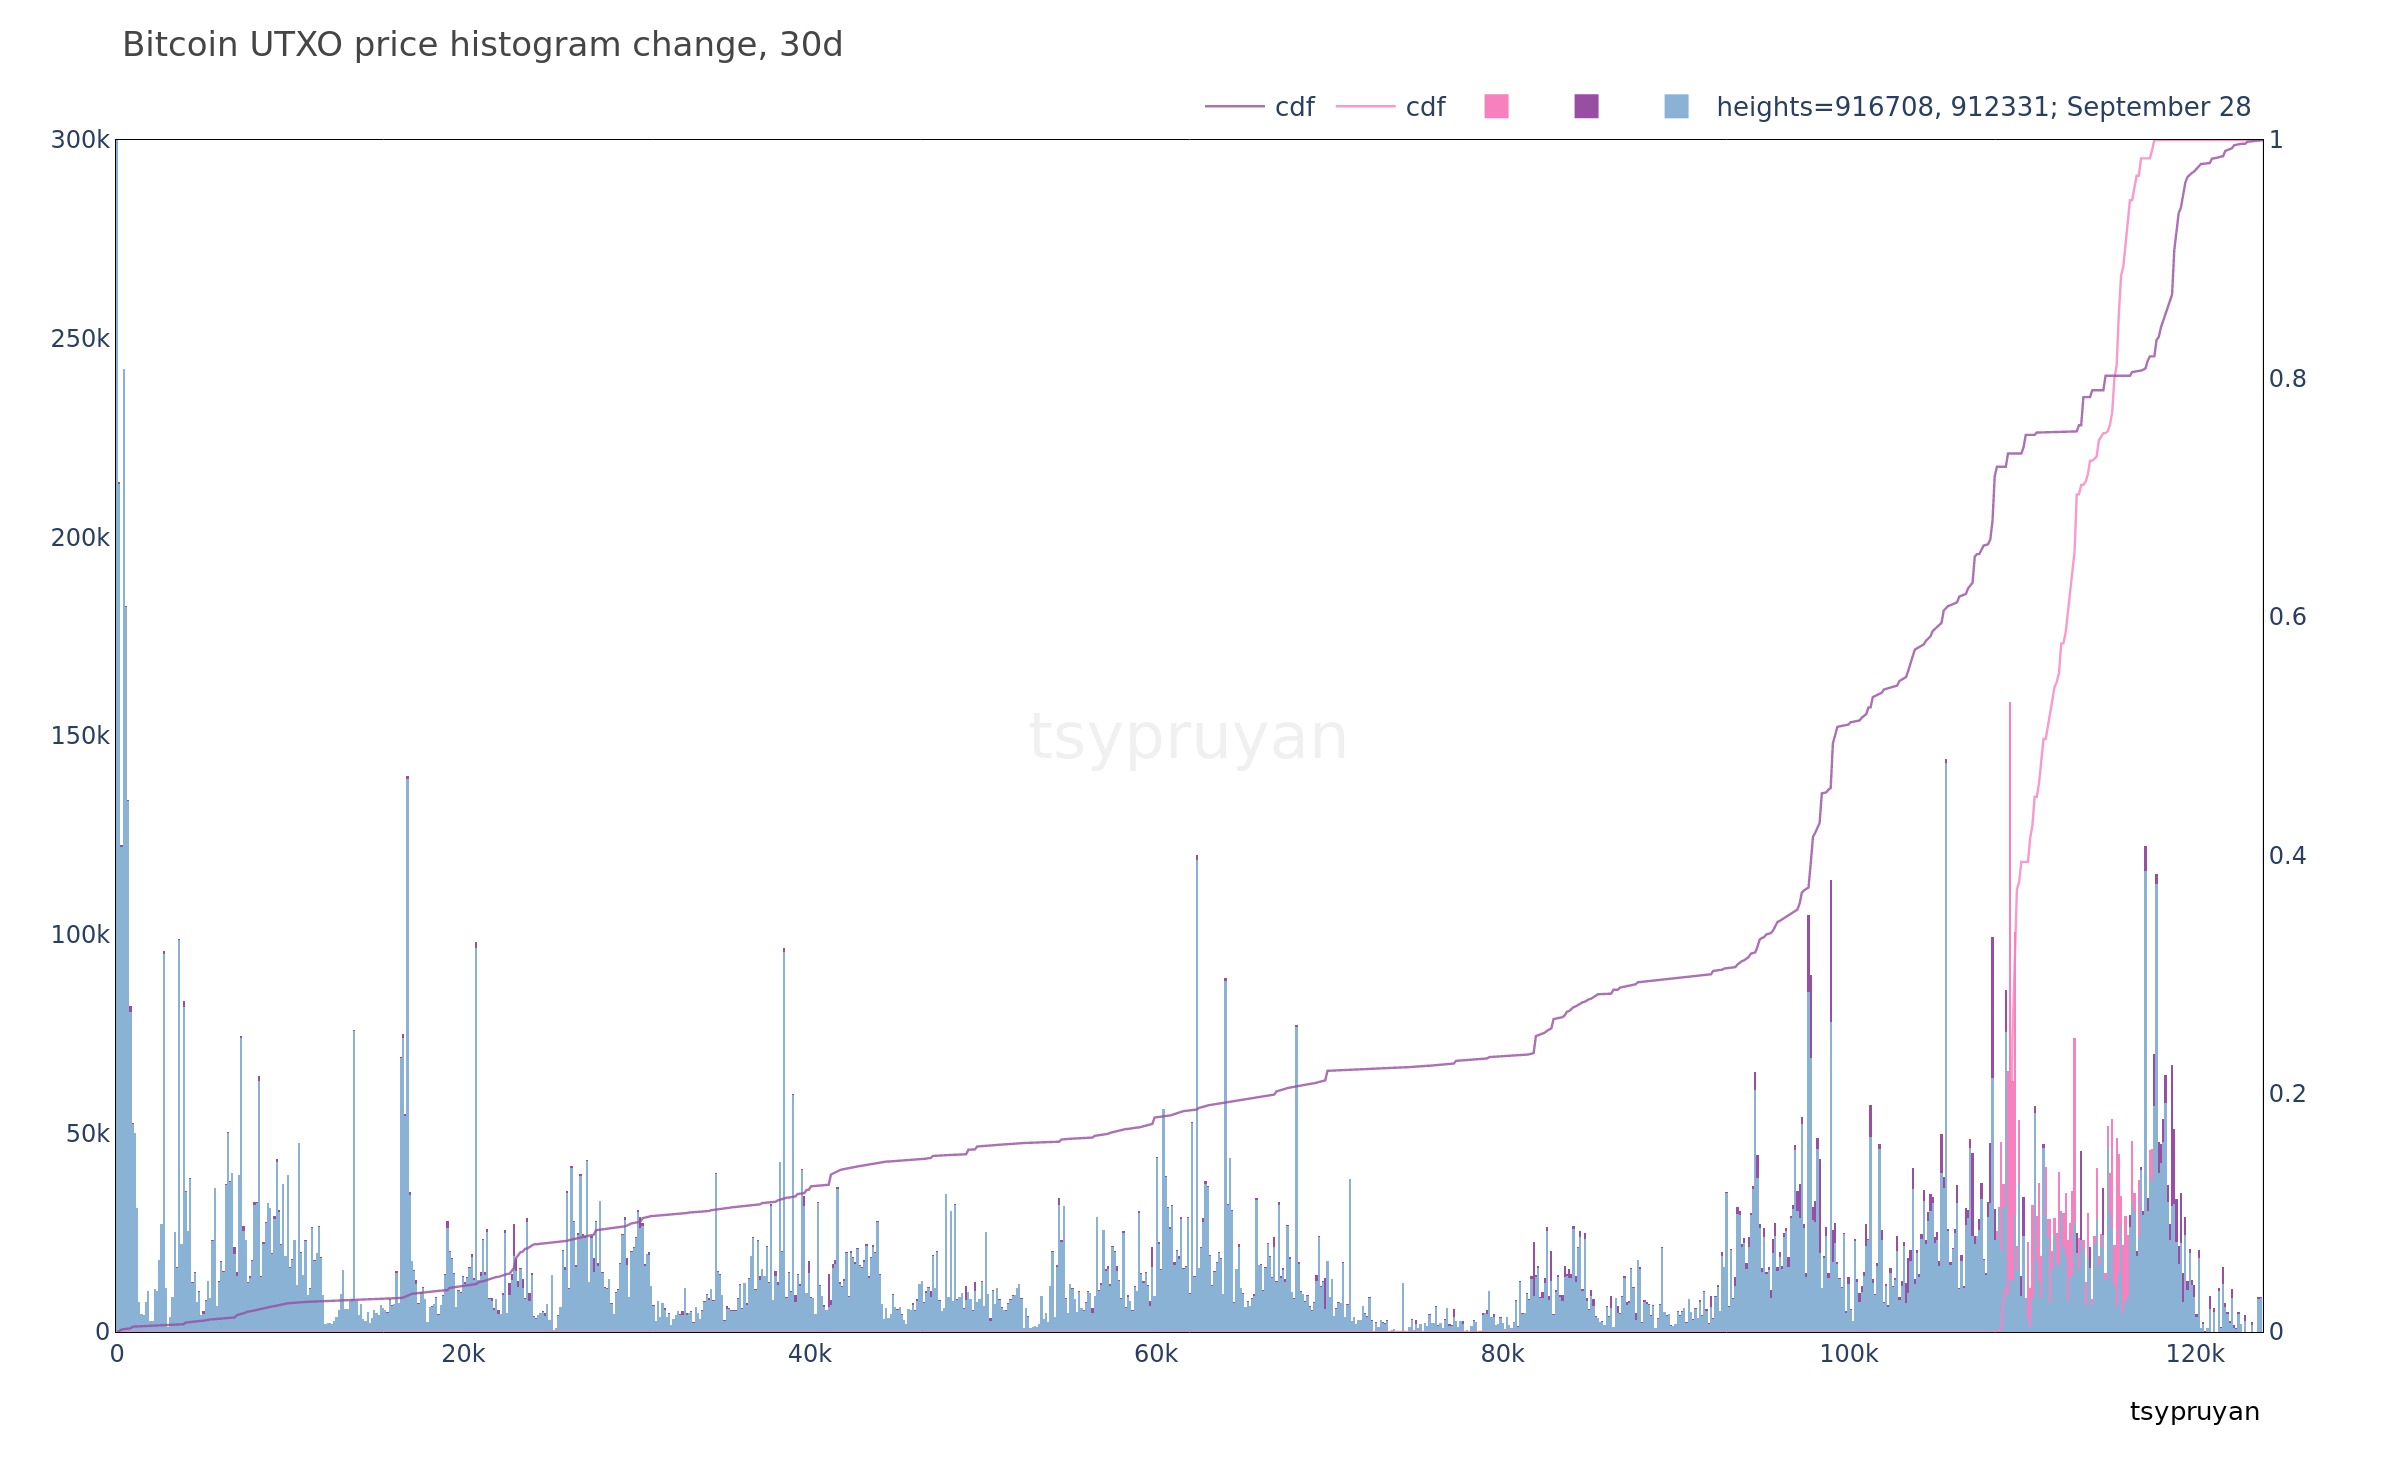 Bitcoin UTXO price histogram change, 30d
cdf cdf heights=916708, 912331; September 28
300k 1
250k
0.8
200k
0.6
150k
tsypruyan
0.4
100k
0.2
50k
0 0
0 20k 40k 60k 80k 100k 120k
tsypruyan